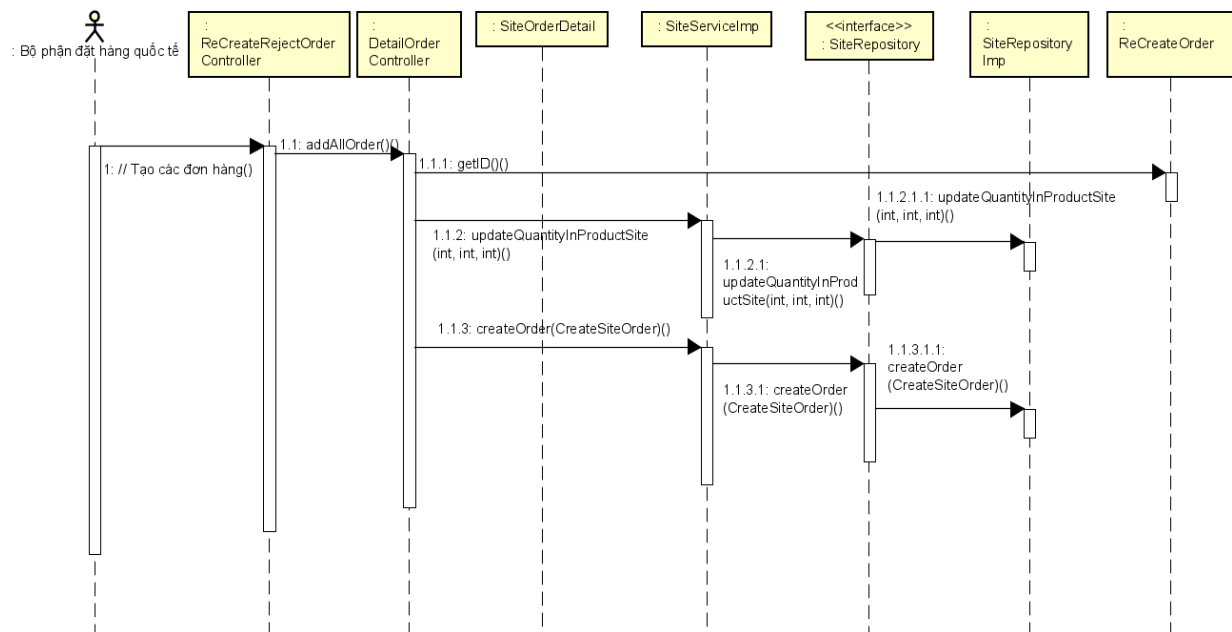 : Bộ phận đặt hàng quốc tế
:
ReCreateRejectOrder
Controller
:
DetailOrder
Controller
: SiteOrderDetail
: SiteServiceImp
<<interface>>
: SiteRepository
:
SiteRepository
Imp
:
ReCreateOrder
1: // Tạo các đơn hàng()
1.1: addAllOrder()()
1.1.1: getID()()
1.1.2: updateQuantityInProductSite
(int, int, int)()
1.1.2.1:
updateQuantityInProd
uctSite(int, int, int)()
1.1.2.1.1: updateQuantityInProductSite
(int, int, int)()
1.1.3: createOrder(CreateSiteOrder)()
1.1.3.1: createOrder
(CreateSiteOrder)()
1.1.3.1.1:
createOrder
(CreateSiteOrder)()